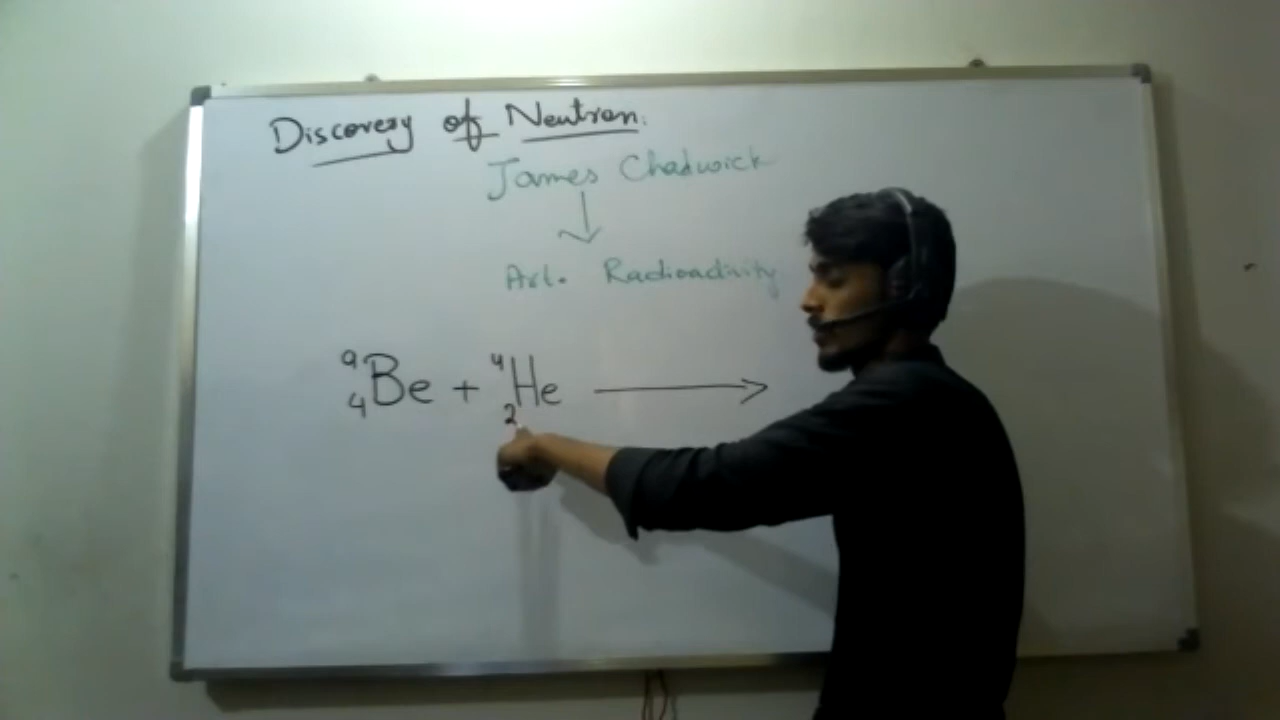 Discovery of Neutron.
James Chadwick
↓
Art. Radioactivity
⁹₄Be + ⁴₂He ⟶